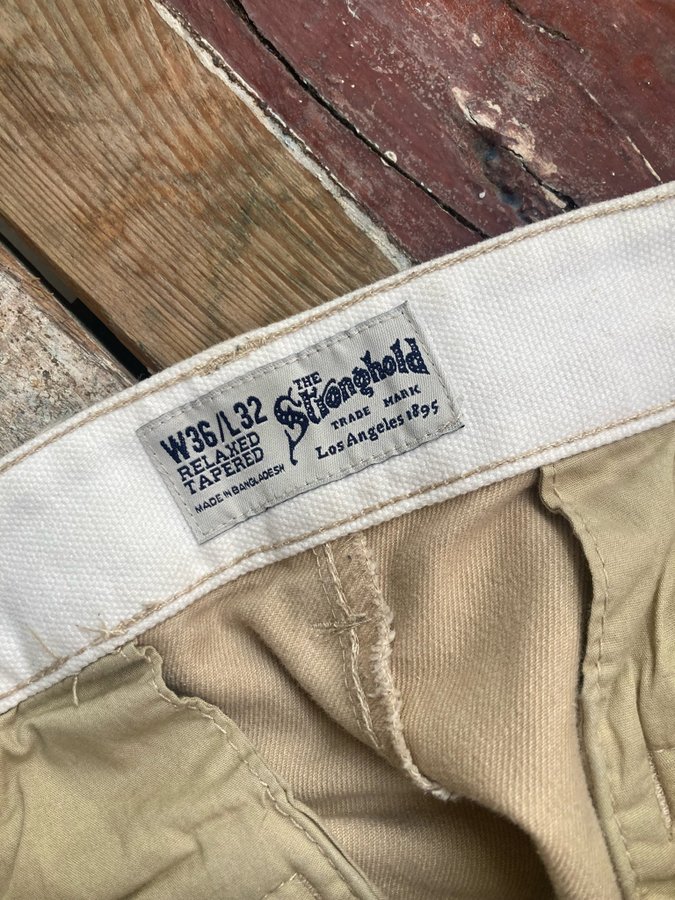 W36/L32
RELAXED
TAPERED
MADE IN BANGLADESH
THE
Stronghold
TRADE MARK
Los Angeles 1895